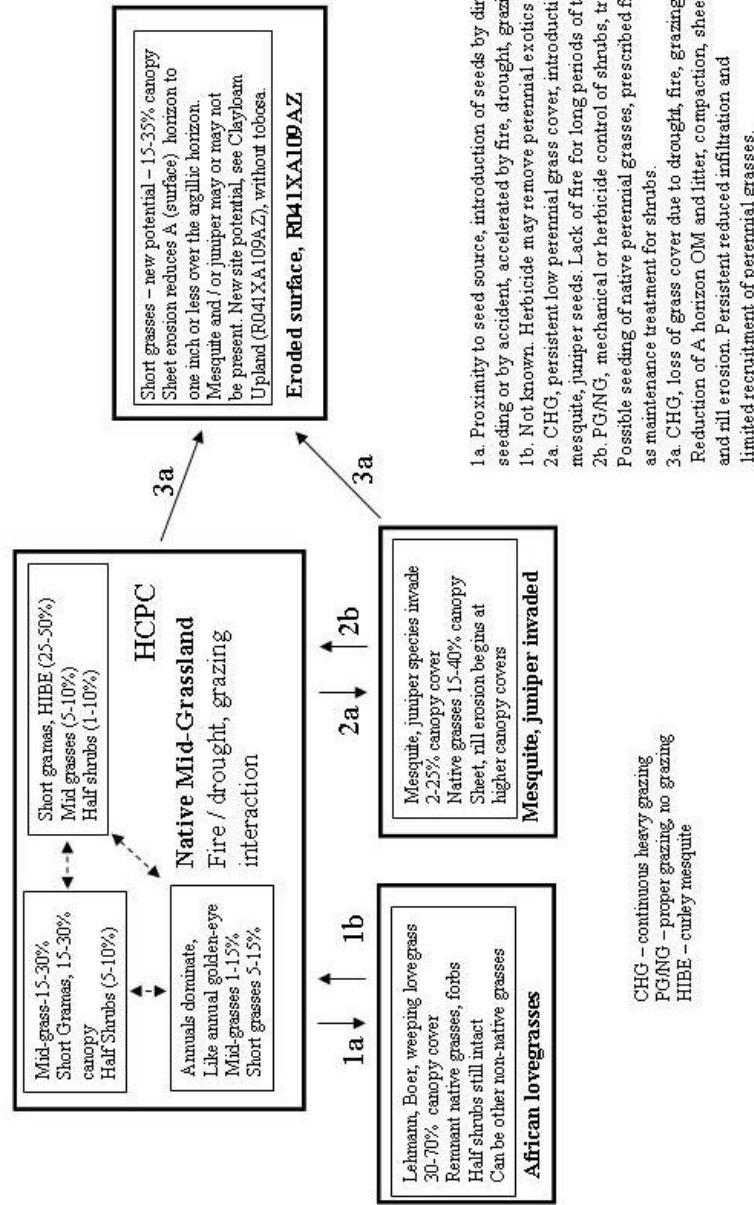 Mid-grass-15-30%
Short Gramas, 15-30%
canopy
Half Shrubs (5-10%)
Short gramas, HIBE (25-50%)
Mid grasses (5-10%)
Half shrubs (1-10%)
HCPC
Native Mid-Grassland
Fire / drought, grazing
interaction
Annuals dominate,
Like annual golden-eye
Mid-grasses 1-15%
Short grasses 5-15%
3a
Short grasses – new potential – 15-35% canopy
Sheet erosion reduces A (surface) horizon to
one inch or less over the argillic horizon.
Mesquite and / or juniper may or may not
be present. New site potential, see Clayloam
Upland (R041XA109AZ), without tobosa.
Eroded surface, R041XA109AZ
1a
1b
2a
2b
3a
Lehmann, Boer, weeping lovegrass
30-70% canopy cover
Remnant native grasses, forbs
Half shrubs still intact
Can be other non-native grasses
African lovegrasses
Mesquite, juniper species invade
2-25% canopy cover
Native grasses 15-40% canopy
Sheet, rill erosion begins at
higher canopy covers
Mesquite, juniper invaded
CHG – continuous heavy grazing
PG/NG – proper grazing, no grazing
HIBE – curley mesquite
1a. Proximity to seed source, introduction of seeds by
seeding or by accident, accelerated by fire, drought,
1b. Not known. Herbicide may remove perennial exotics
2a. CHG, persistent low perennial grass cover,
mesquite, juniper seeds. Lack of fire for long periods of
2b. PG/NG, mechanical or herbicide control of shrubs,
Possible seeding of native perennial grasses, prescribed
as maintenance treatment for shrubs.
3a. CHG, loss of grass cover due to drought, fire, grazing
Reduction of A horizon OM and litter, compaction,
and rill erosion. Persistent reduced infiltration and
limited recruitment of perennial grasses.